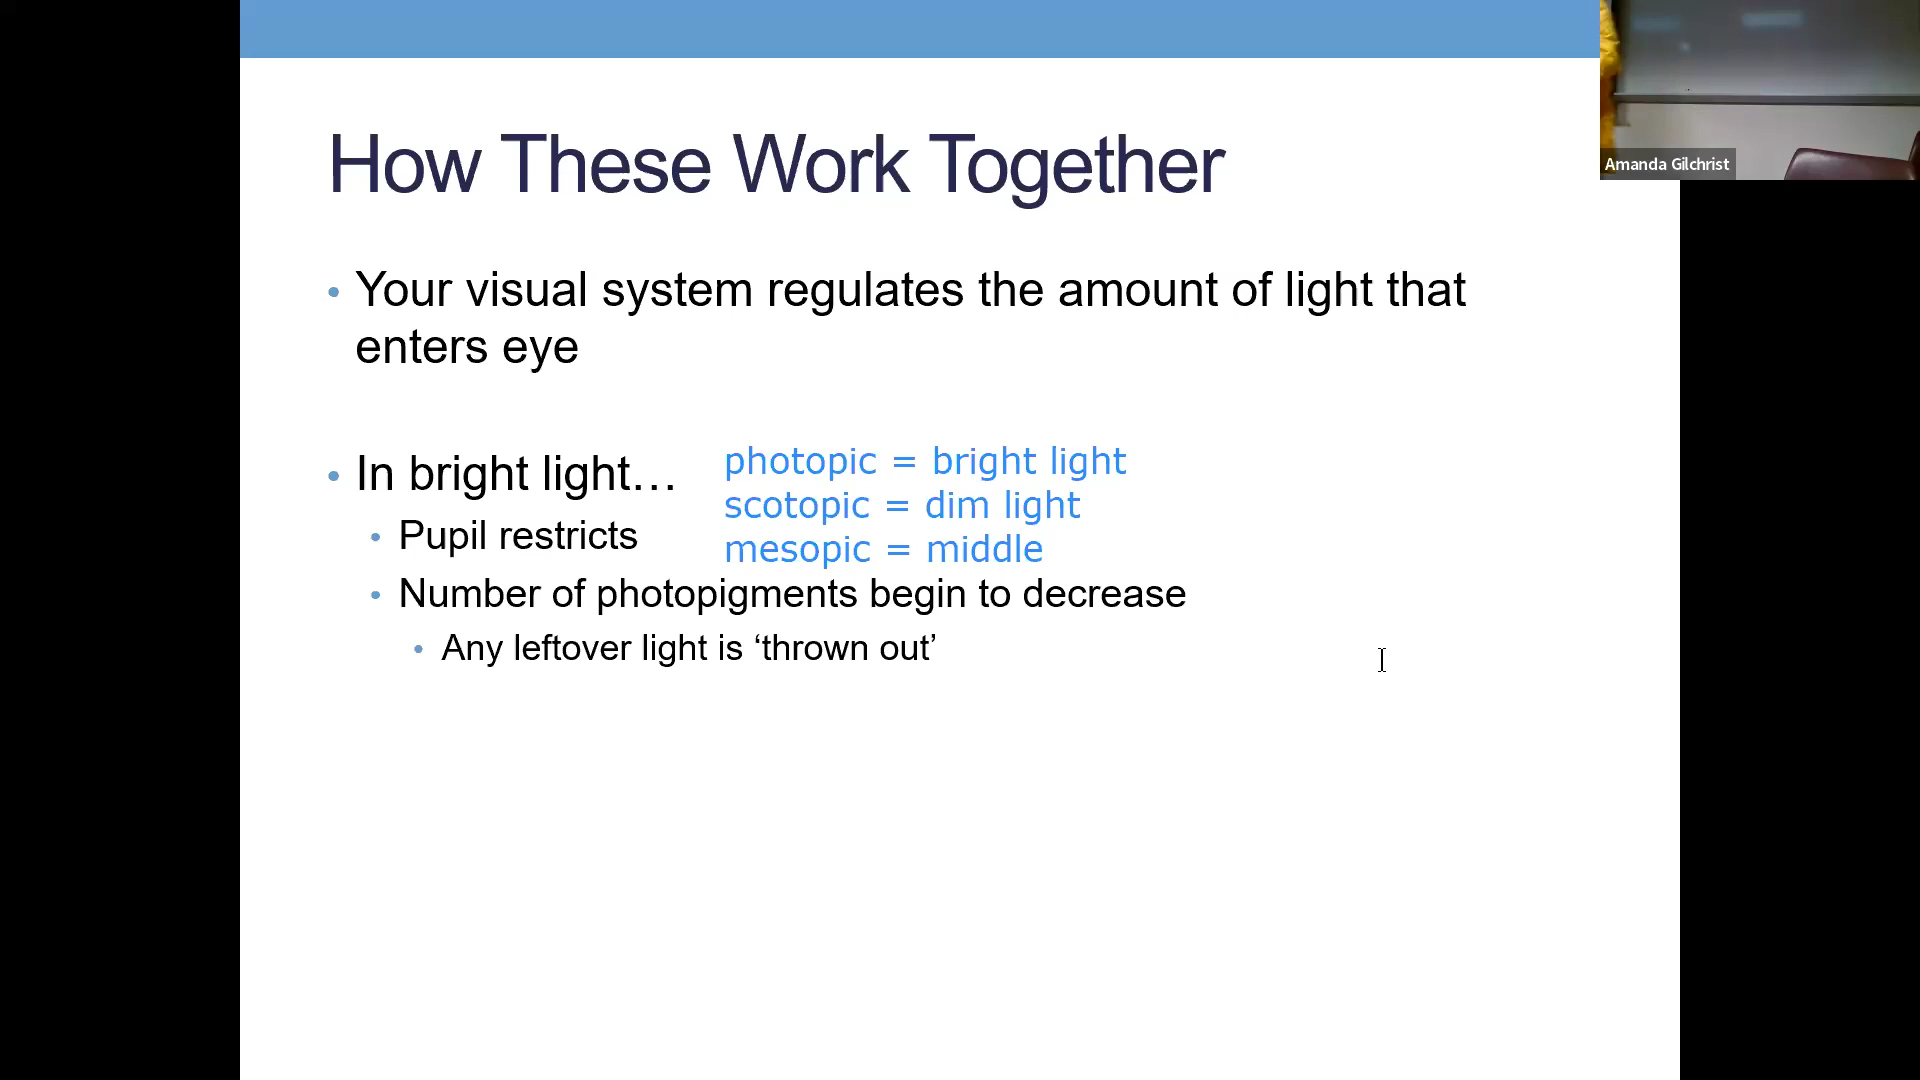 How These Work Together
Amanda Gilchrist
• Your visual system regulates the amount of light that
enters eye
• In bright light…
photopic = bright light
scotopic = dim light
mesopic = middle
• Pupil restricts
• Number of photopigments begin to decrease
• Any leftover light is ‘thrown out’